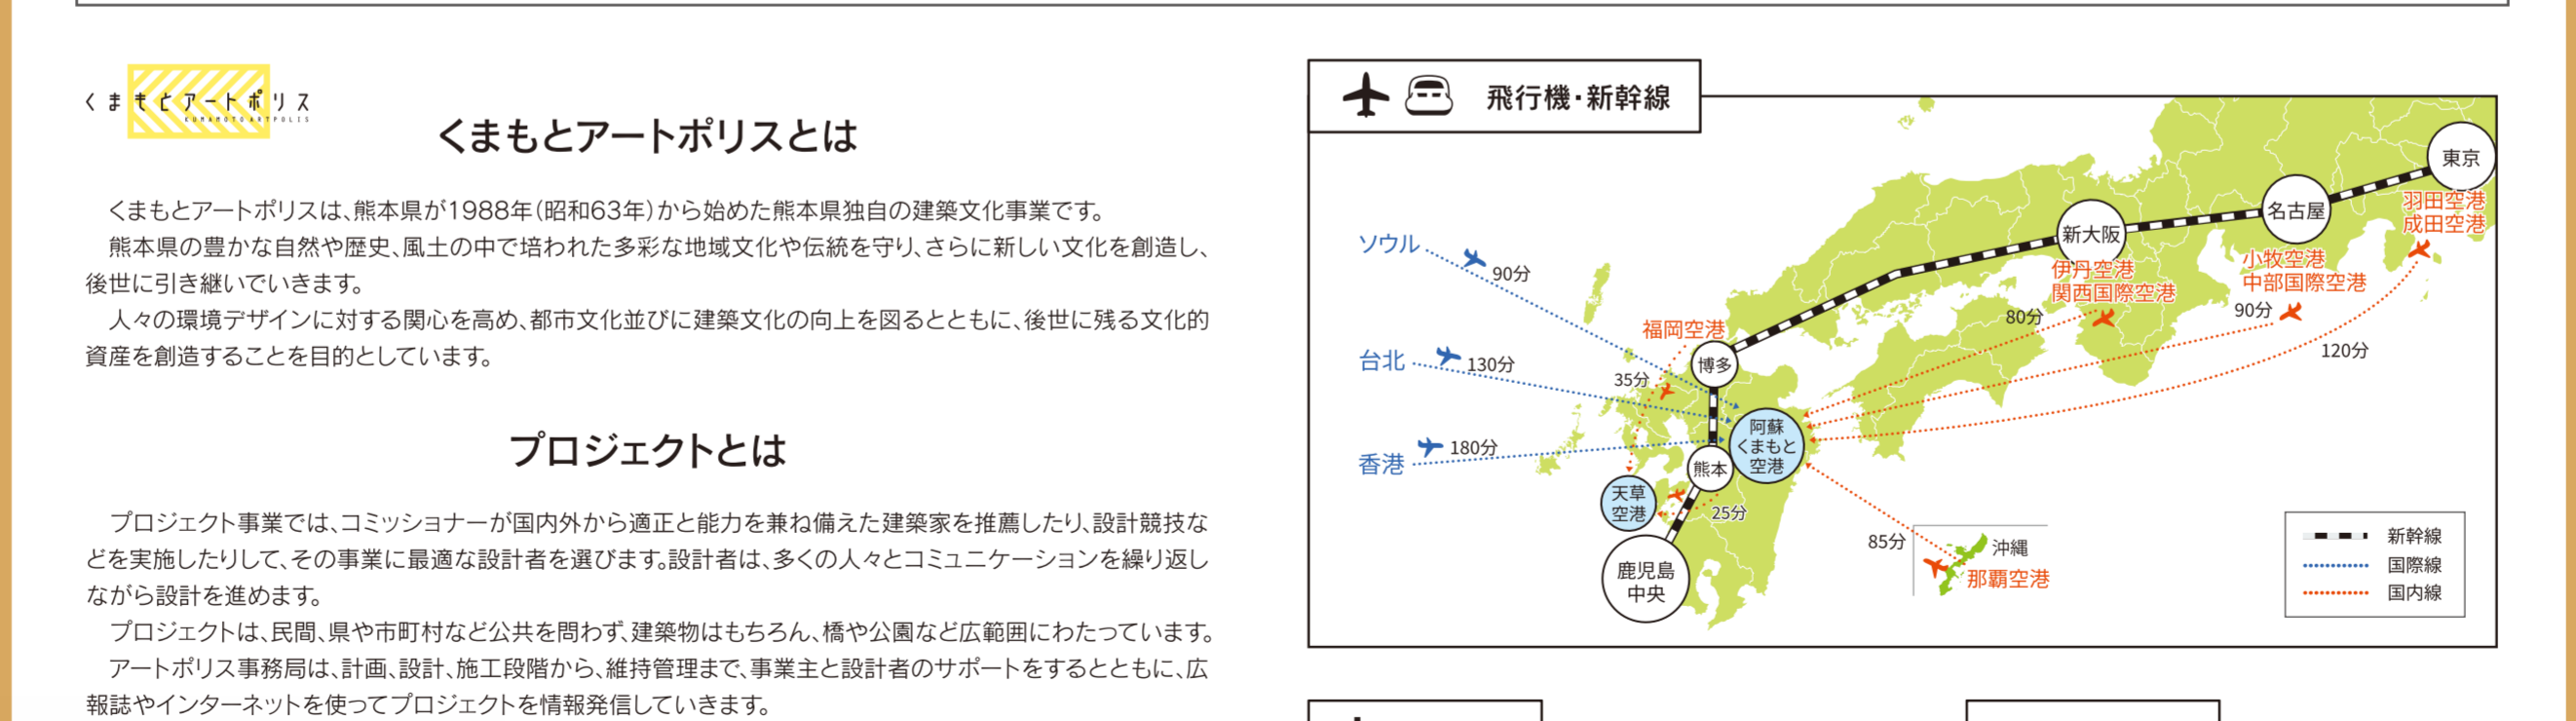 くまもとアートポリス
KUMAMOTO ARTPOLIS
くまもとアートポリスとは
くまもとアートポリスは、熊本県が1988年(昭和63年)から始めた熊本県独自の建築文化事業です。
熊本県の豊かな自然や歴史、風土の中で培われた多彩な地域文化や伝統を守り、さらに新しい文化を創造し、
後世に引き継いでいきます。
人々の環境デザインに対する関心を高め、都市文化並びに建築文化の向上を図るとともに、後世に残る文化的
資産を創造することを目的としています。
プロジェクトとは
プロジェクト事業では、コミッショナーが国内外から適正と能力を兼ね備えた建築家を推薦したり、設計競技な
どを実施したりして、その事業に最適な設計者を選びます。設計者は、多くの人々とコミュニケーションを繰り返し
ながら設計を進めます。
プロジェクトは、民間、県や市町村など公共を問わず、建築物はもちろん、橋や公園など広範囲にわたっています。
アートポリス事務局は、計画、設計、施工段階から、維持管理まで、事業主と設計者のサポートをするとともに、広
報誌やインターネットを使ってプロジェクトを情報発信していきます。
飛行機・新幹線
東京
羽田空港
成田空港
名古屋
小牧空港
中部国際空港
90分
120分
新大阪
伊丹空港
関西国際空港
80分
ソウル
90分
台北
130分
香港
180分
福岡空港
35分
博多
阿蘇
くまもと
空港
熊本
天草
空港
25分
鹿児島
中央
85分
沖縄
那覇空港
新幹線
国際線
国内線